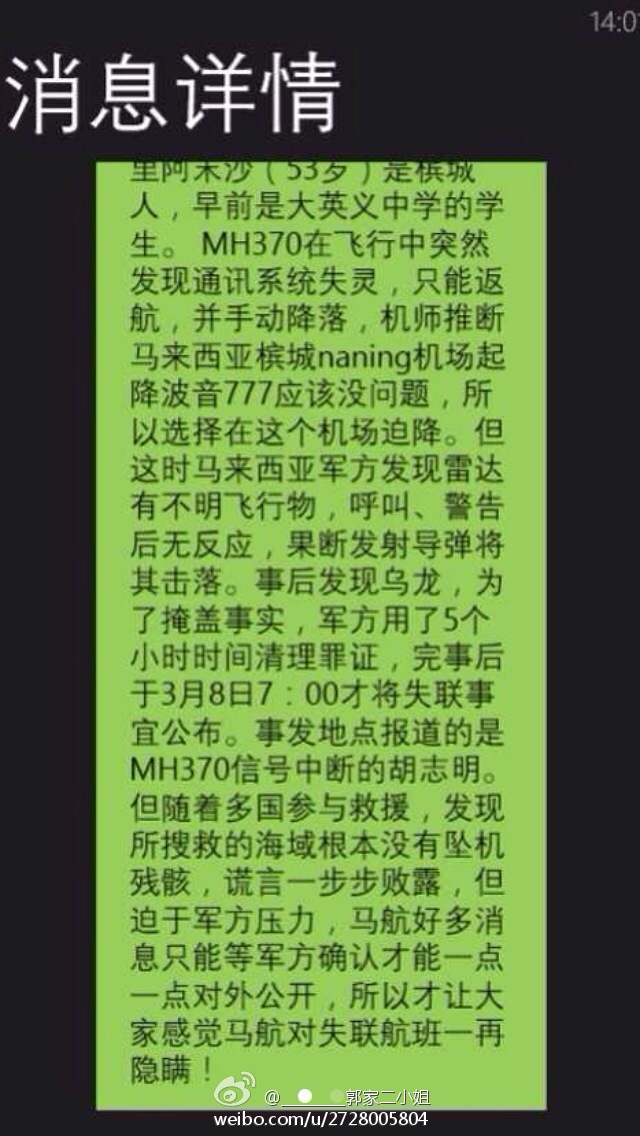 14:01
消息详情
里阿末沙（53岁）是槟城
人，早前是大英义中学的学
生。 MH370在飞行中突然
发现通讯系统失灵，只能返
航，并手动降落，机师推断
马来西亚槟城naning机场起
降波音777应该没问题，所
以选择在这个机场迫降。但
这时马来西亚军方发现雷达
有不明飞行物，呼叫、警告
后无反应，果断发射导弹将
其击落。事后发现乌龙，为
了掩盖事实，军方用了5个
小时时间清理罪证，完事后
于3月8日7：00才将失联事
宜公布。事发地点报道的是
MH370信号中断的胡志明。
但随着多国参与救援，发现
所搜救的海域根本没有坠机
残骸，谎言一步步败露，但
迫于军方压力，马航好多消
息只能等军方确认才能一点
一点对外公开，所以才让大
家感觉马航对失联航班一再
隐瞒！
@______郭家二小姐
weibo.com/u/2728005804